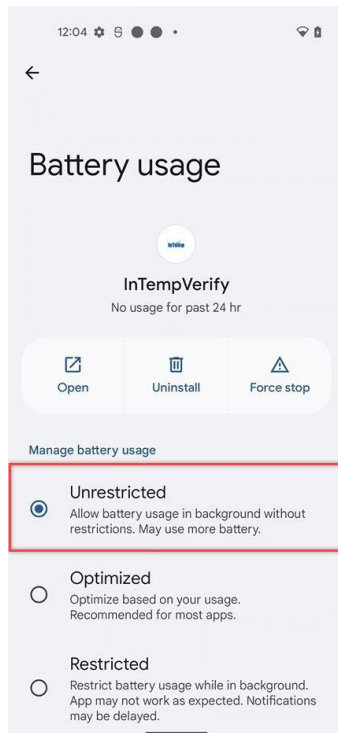 12:04
Battery usage
InTemp
InTempVerify
No usage for past 24 hr
Open Uninstall Force stop
Manage battery usage
Unrestricted
Allow battery usage in background without
restrictions. May use more battery.
Optimized
Optimize based on your usage.
Recommended for most apps.
Restricted
Restrict battery usage while in background.
App may not work as expected. Notifications
may be delayed.